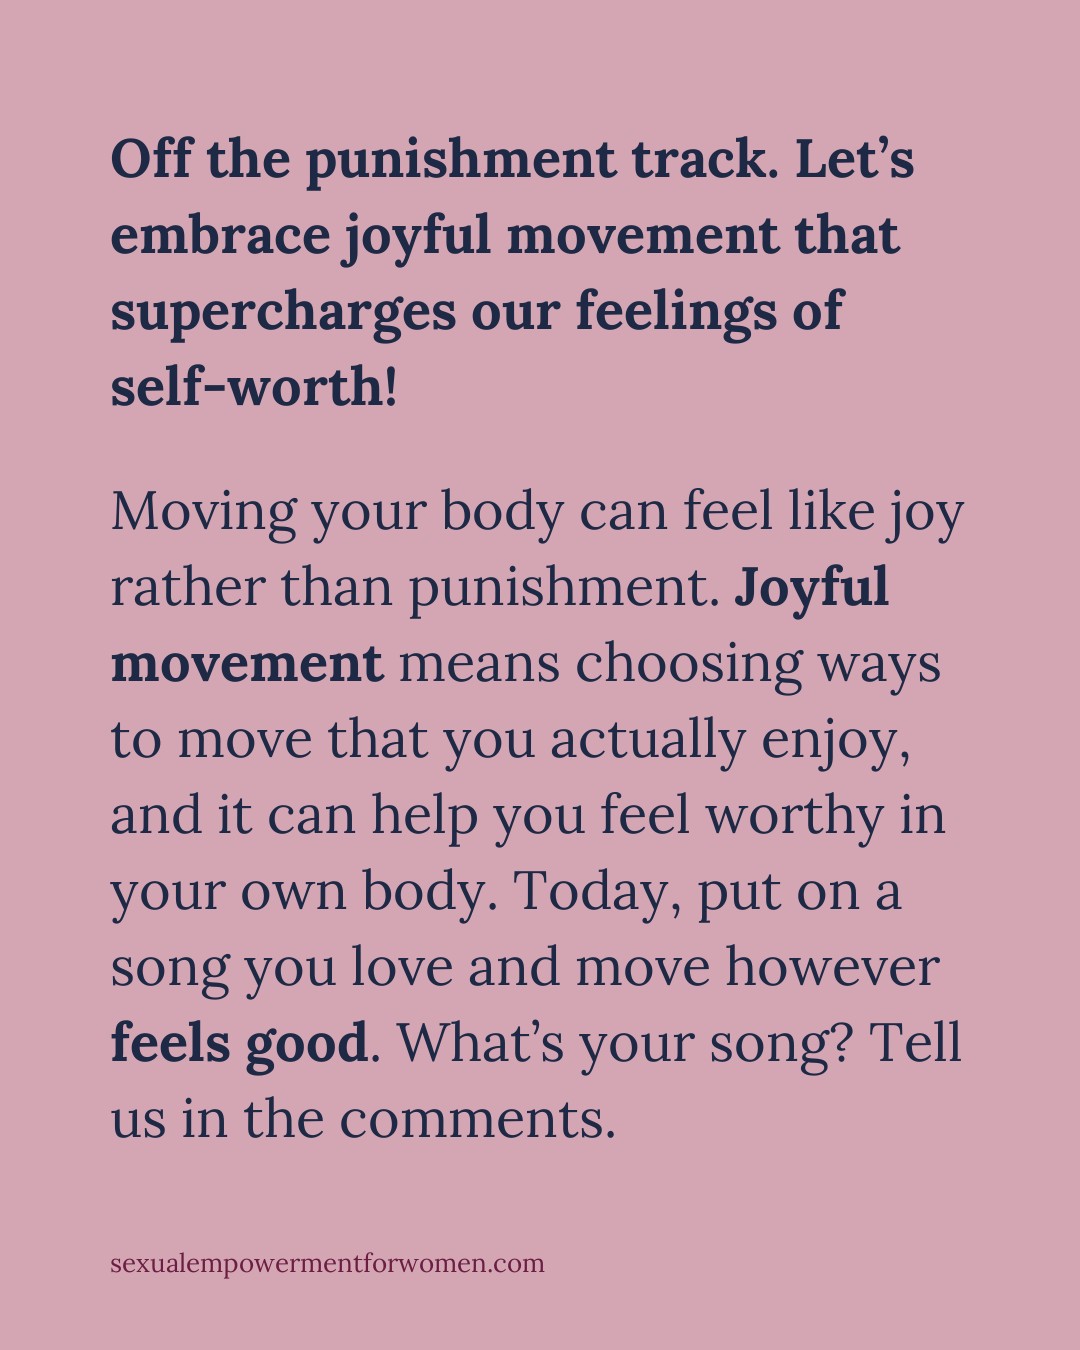 Off the punishment track. Let’s
embrace joyful movement that
supercharges our feelings of
self-worth!
Moving your body can feel like joy
rather than punishment. Joyful
movement means choosing ways
to move that you actually enjoy,
and it can help you feel worthy in
your own body. Today, put on a
song you love and move however
feels good. What’s your song? Tell
us in the comments.
sexualempowermentforwomen.com